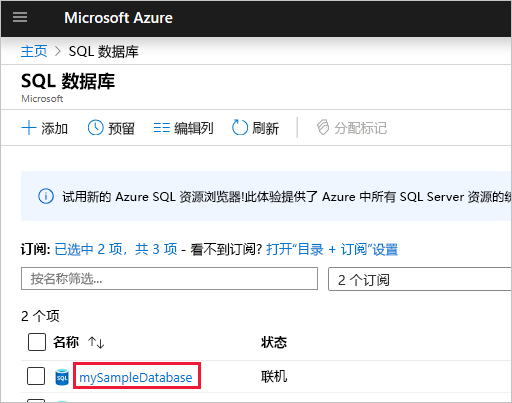 Microsoft Azure
主页 > SQL 数据库
SQL 数据库
Microsoft
添加 预留 编辑列 刷新 分配标记
试用新的 Azure SQL 资源浏览器!此体验提供了 Azure 中所有 SQL Server 资源的
订阅: 已选中 2 项，共 3 项 - 看不到订阅? 打开“目录 + 订阅”设置
按名称筛选... 2 个订阅
2 个项
名称 ↑↓ 状态
mySampleDatabase 联机